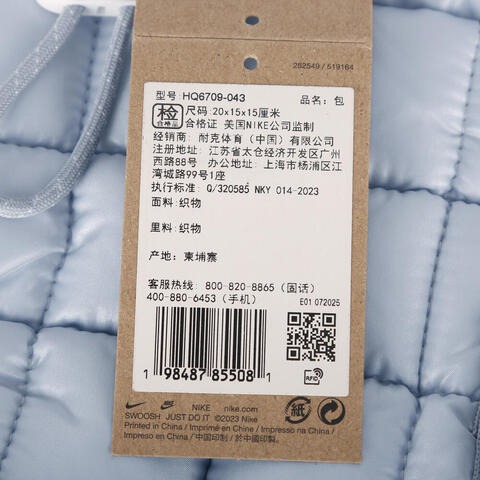 252549 / 519164
型号: HQ6709-043 品名: 包
检 合格品
尺码: 20x15x15厘米
合格证 美国NIKE公司监制
经销商: 耐克体育（中国）有限公司
注册地址: 江苏省太仓经济开发区广州
西路88号 办公地址: 上海市杨浦区江
湾城路99号1座
执行标准: Q/320585 NKY 014-2023
面料: 织物
里料: 织物
产地: 柬埔寨
客服热线: 800-820-8865（固话）
400-880-6453（手机）
E01 072025
1 98487 85508 1
RFID
紙
NIKE nike.com
SWOOSH JUST DO IT ©2023 Nike
Printed in China / Imprimé en Chine / Impresso na China /
Impreso en China / 中国印制 / 於中國印製。